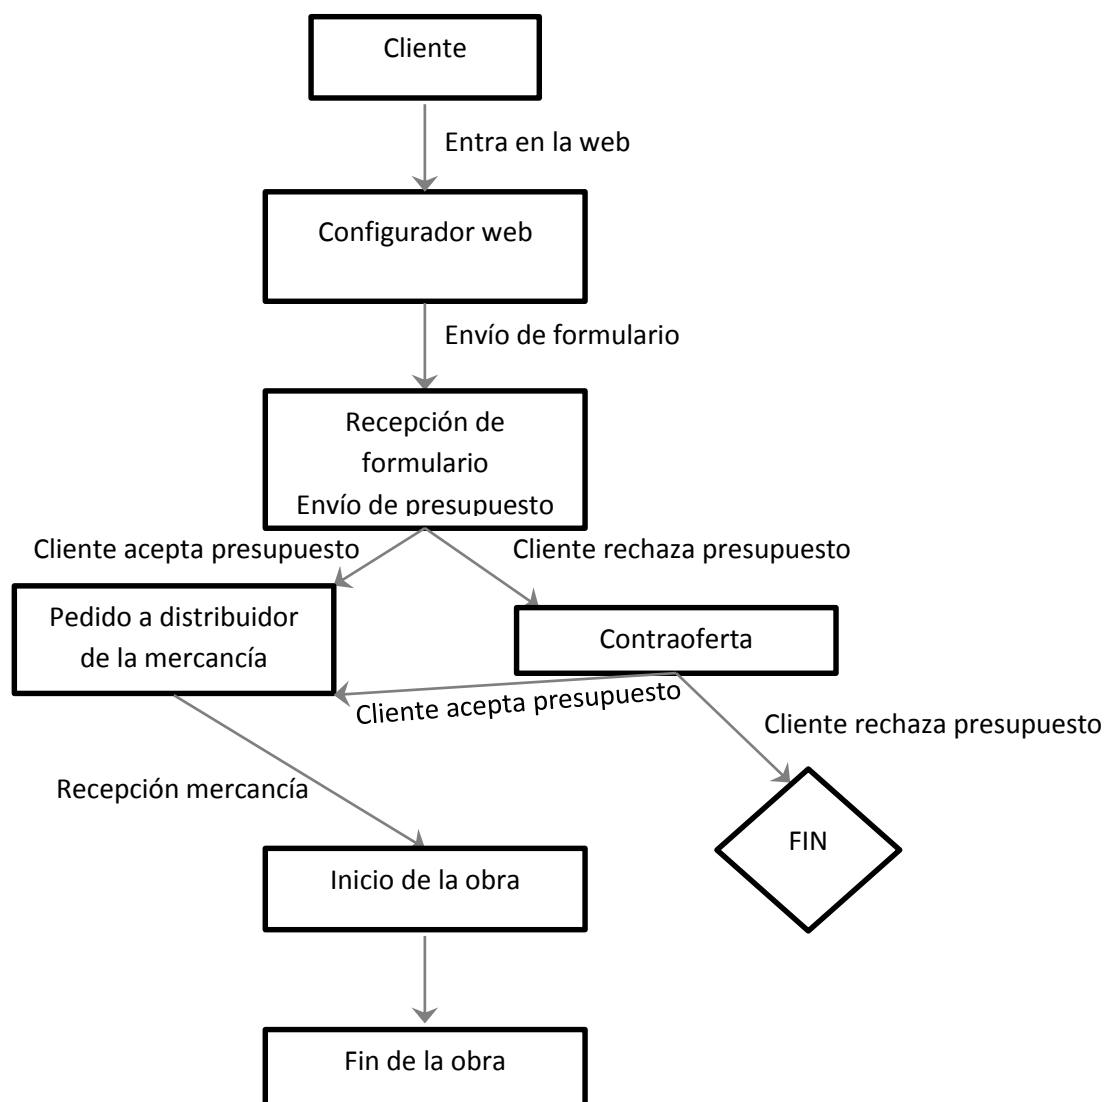 Cliente
Entra en la web
Configurador web
Envío de formulario
Recepción de
formulario
Envío de presupuesto
Cliente acepta presupuesto
Cliente rechaza presupuesto
Pedido a distribuidor
de la mercancía
Contraoferta
Cliente acepta presupuesto
Cliente rechaza presupuesto
Recepción mercancía
FIN
Inicio de la obra
Fin de la obra